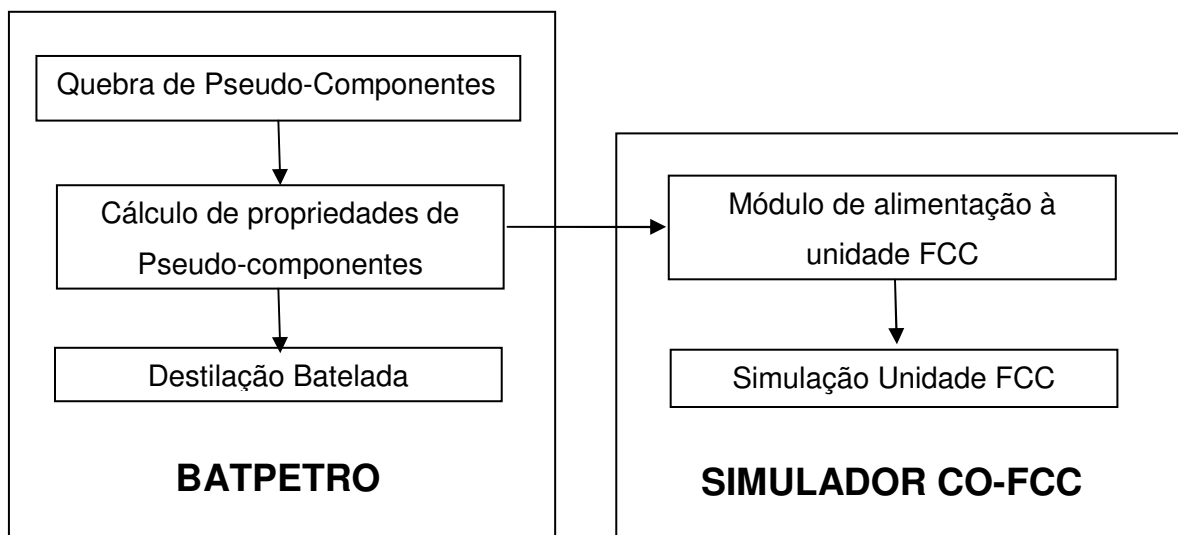 Quebra de Pseudo-Componentes
Cálculo de propriedades de
Pseudo-componentes
Destilação Batelada
BATPETRO
Módulo de alimentação à
unidade FCC
Simulação Unidade FCC
SIMULADOR CO-FCC